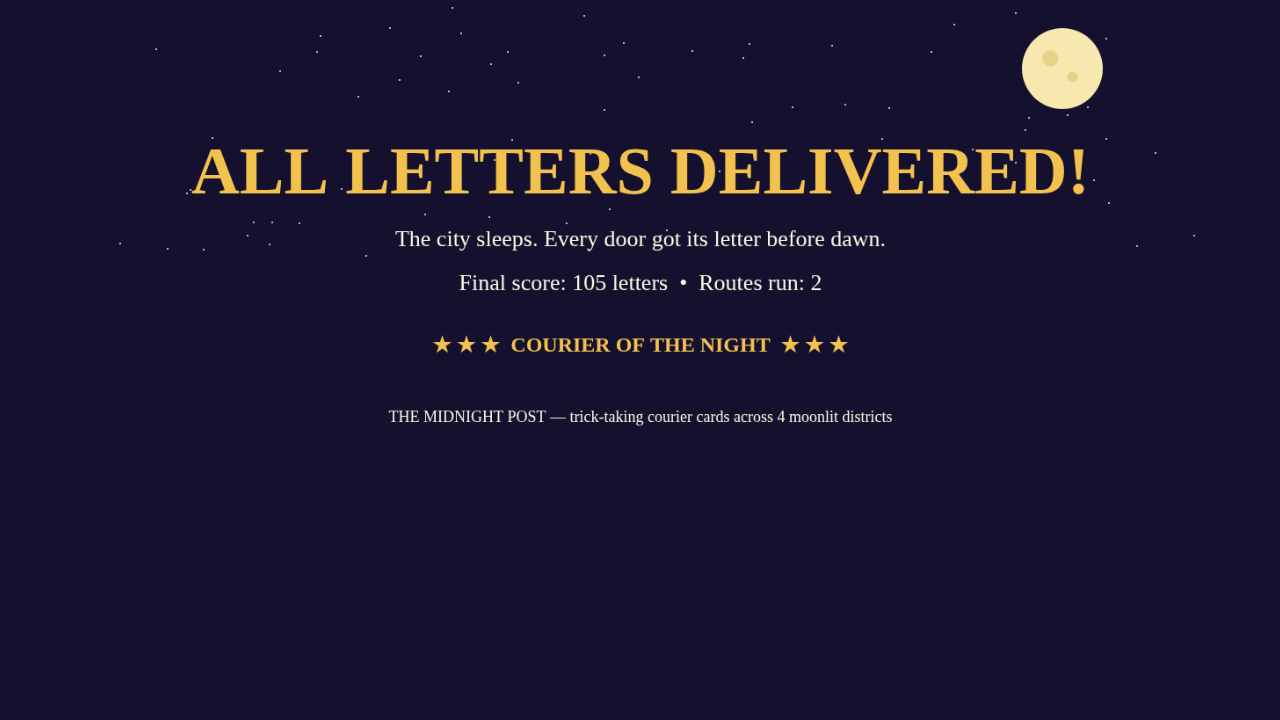 ALL LETTERS DELIVERED!
The city sleeps. Every door got its letter before dawn.
Final score: 105 letters • Routes run: 2
★ ★ ★ COURIER OF THE NIGHT ★ ★ ★
THE MIDNIGHT POST — trick-taking courier cards across 4 moonlit districts